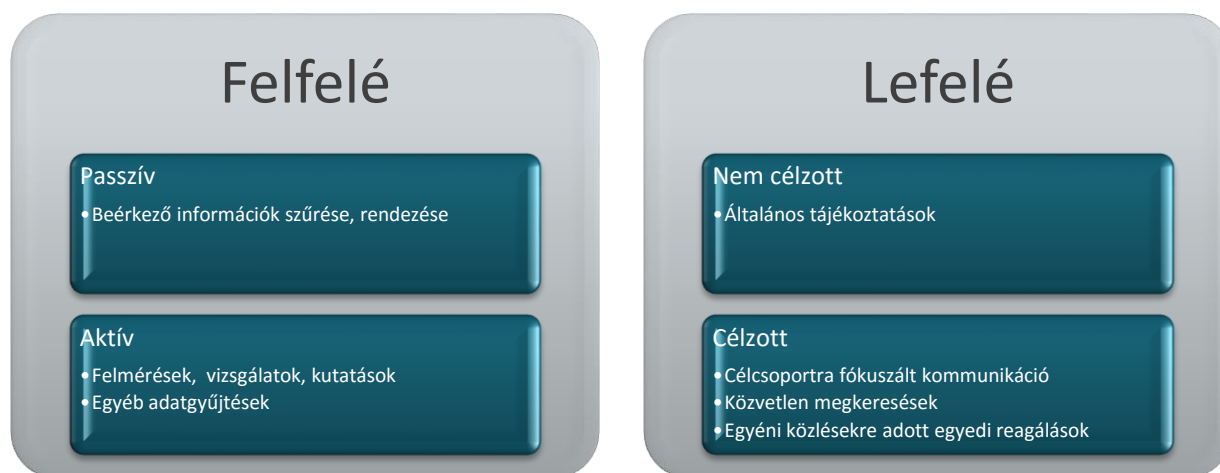 Felfelé
Passzív
•Beérkező információk szűrése, rendezése
Aktív
•Felmérések, vizsgálatok, kutatások
•Egyéb adatgyűjtések
Lefelé
Nem célzott
•Általános tájékoztatások
Célzott
•Célcsoportra fókuszált kommunikáció
•Közvetlen megkeresések
•Egyéni közlésekre adott egyedi reagálások